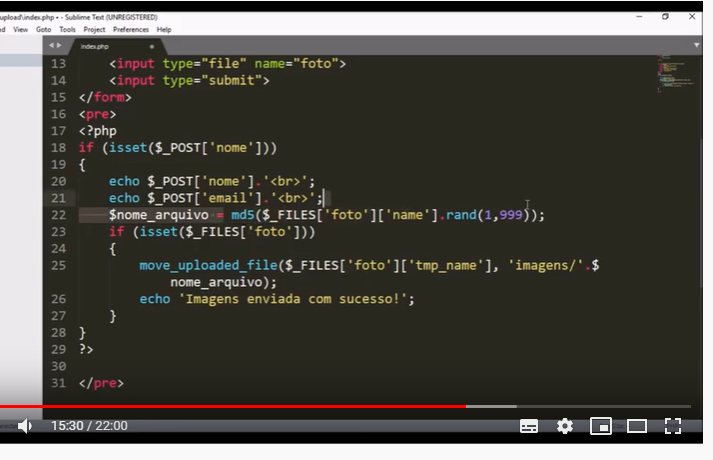 upload\index.php • - Sublime Text (UNREGISTERED)
View Goto Tools Project Preferences Help
index.php
13 <input type="file" name="foto">
14 <input type="submit">
15 </form>
16 <pre>
17 <?php
18 if (isset($_POST['nome']))
19 {
20 echo $_POST['nome'].'<br>';
21 echo $_POST['email'].'<br>';
22 $nome_arquivo = md5($_FILES['foto']['name'].rand(1,999));
23 if (isset($_FILES['foto']))
24 {
25 move_uploaded_file($_FILES['foto']['tmp_name'], 'imagens/'.$
nome_arquivo);
26 echo 'Imagens enviada com sucesso!';
27 }
28 }
29 ?>
30
31 </pre>
15:30 / 22:00